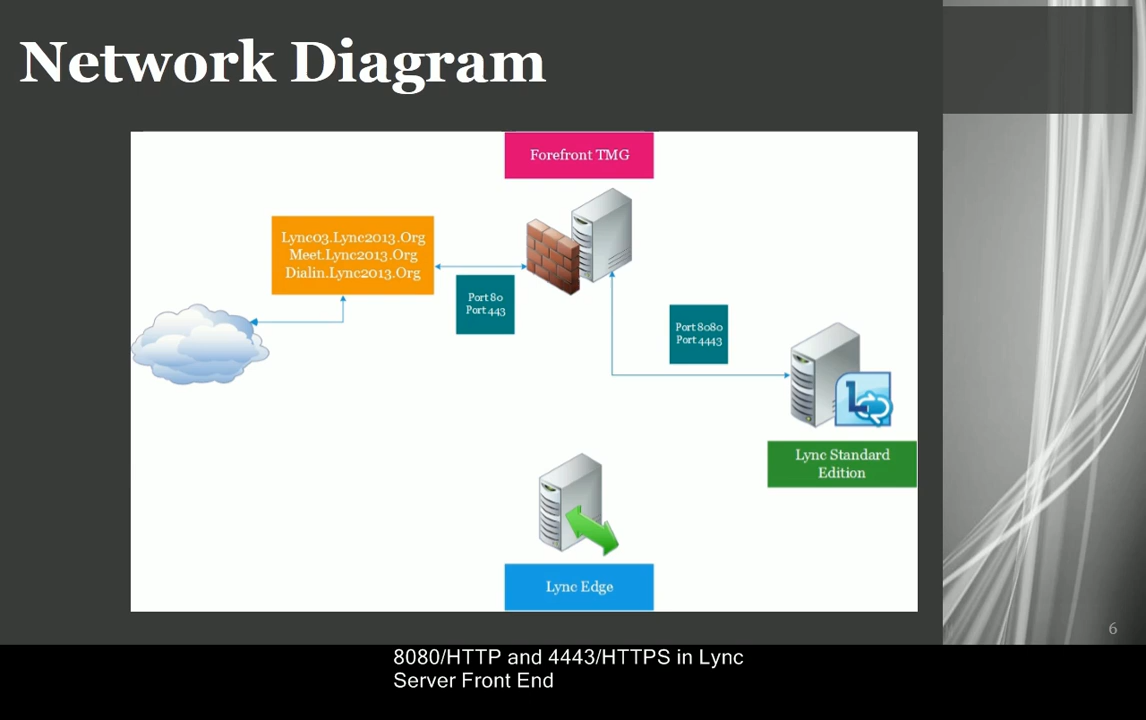 Network Diagram
Forefront TMG
Lync03.Lync2013.Org
Meet.Lync2013.Org
Dialin.Lync2013.Org
Port 80
Port 443
Port 8080
Port 4443
Lync Standard
Edition
Lync Edge
6
8080/HTTP and 4443/HTTPS in Lync
Server Front End